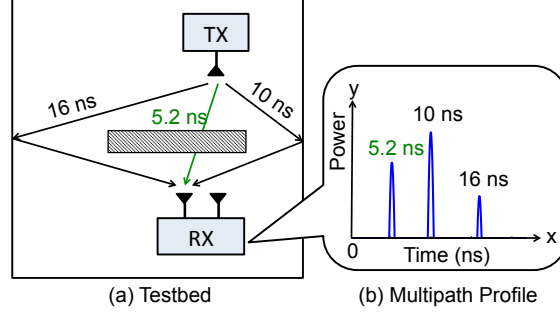 TX
16 ns
5.2 ns
10 ns
RX
(a) Testbed
y
Power
5.2 ns
10 ns
16 ns
0
Time (ns)
x
(b) Multipath Profile